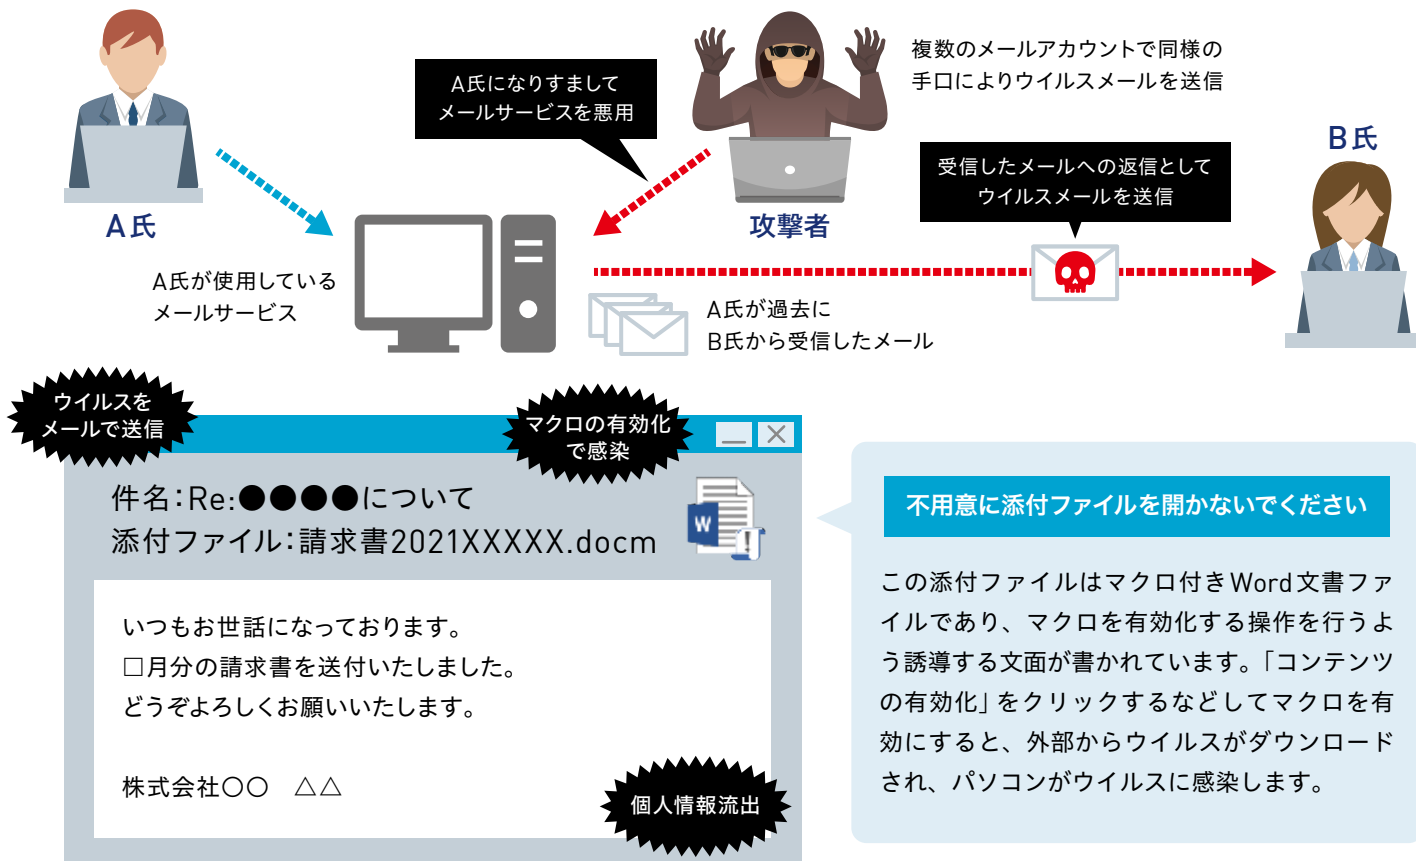 A氏になりすまして
メールサービスを悪用
複数のメールアカウントで同様の
手口によりウイルスメールを送信
B氏
受信したメールへの返信として
ウイルスメールを送信
A氏
攻撃者
A氏が使用している
メールサービス
A氏が過去に
B氏から受信したメール
ウイルスを
メールで送信
マクロの有効化
で感染
件名：Re:●●●●について
添付ファイル：請求書2021XXXXX.docm
W
いつもお世話になっております。
□月分の請求書を送付いたしました。
どうぞよろしくお願いいたします。
株式会社〇〇　△△
個人情報流出
不用意に添付ファイルを開かないでください
この添付ファイルはマクロ付きWord文書ファ
イルであり、マクロを有効化する操作を行うよ
う誘導する文面が書かれています。「コンテンツ
の有効化」をクリックするなどしてマクロを有
効にすると、外部からウイルスがダウンロード
され、パソコンがウイルスに感染します。